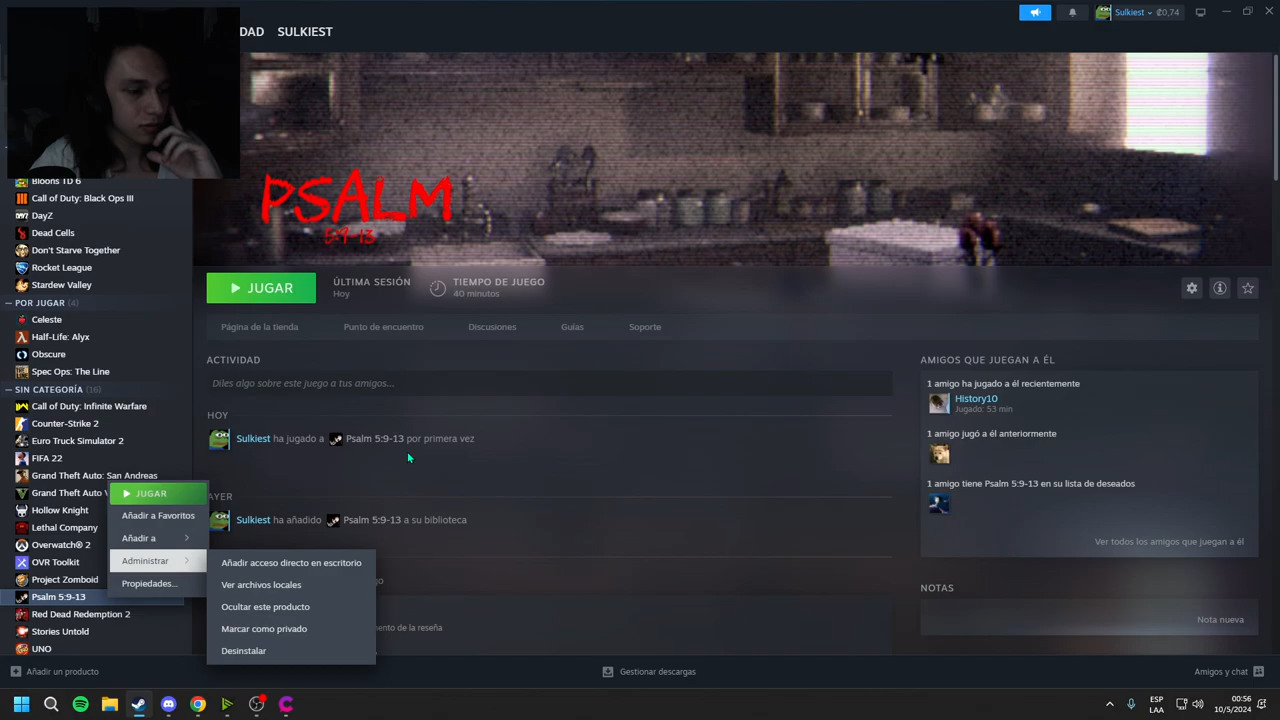 DAD SULKIEST
Sulkiest ₡0,74
Bloons TD 6
Call of Duty: Black Ops III
DayZ
Dead Cells
Don't Starve Together
Rocket League
Stardew Valley
POR JUGAR (4)
Celeste
Half-Life: Alyx
Obscure
Spec Ops: The Line
SIN CATEGORÍA (16)
Call of Duty: Infinite Warfare
Counter-Strike 2
Euro Truck Simulator 2
FIFA 22
Grand Theft Auto: San Andreas
Grand Theft Auto V
Hollow Knight
Lethal Company
Overwatch® 2
OVR Toolkit
Project Zomboid
Psalm 5:9-13
Red Dead Redemption 2
Stories Untold
UNO
JUGAR
Añadir a Favoritos
Añadir a
Administrar
Propiedades...
Añadir acceso directo en escritorio
Ver archivos locales
Ocultar este producto
Marcar como privado
Desinstalar
PSALM
5:9-13
JUGAR
ÚLTIMA SESIÓN
Hoy
TIEMPO DE JUEGO
40 minutos
Página de la tienda Punto de encuentro Discusiones Guías Soporte
ACTIVIDAD
Diles algo sobre este juego a tus amigos...
HOY
Sulkiest ha jugado a Psalm 5:9-13 por primera vez
AYER
Sulkiest ha añadido Psalm 5:9-13 a su biblioteca
go
mento de la reseña
AMIGOS QUE JUEGAN A ÉL
1 amigo ha jugado a él recientemente
History10
Jugado: 53 min
1 amigo jugó a él anteriormente
1 amigo tiene Psalm 5:9-13 en su lista de deseados
Ver todos los amigos que juegan a él
NOTAS
Nota nueva
Añadir un producto
Gestionar descargas
Amigos y chat
ESP
LAA
00:56
10/5/2024